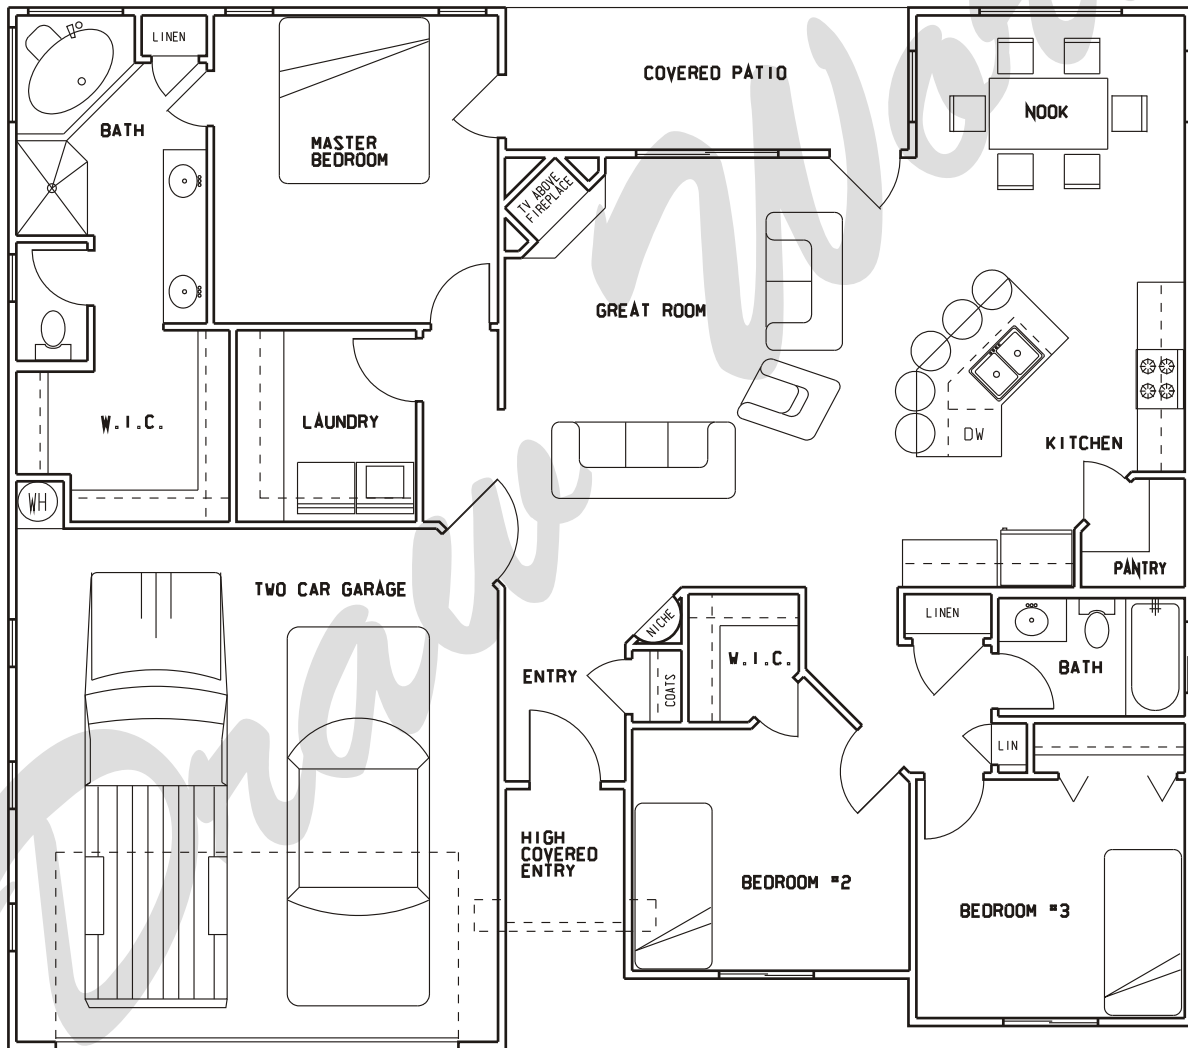 LINEN
BATH
MASTER
BEDROOM
COVERED PATIO
NOOK
TV ABOVE
FIREPLACE
GREAT ROOM
W.I.C.
LAUNDRY
DW
KITCHEN
WH
TWO CAR GARAGE
PANTRY
NICHE
LINEN
W.I.C.
BATH
ENTRY
COATS
LIN
HIGH
COVERED
ENTRY
BEDROOM #2
BEDROOM #3
Draw